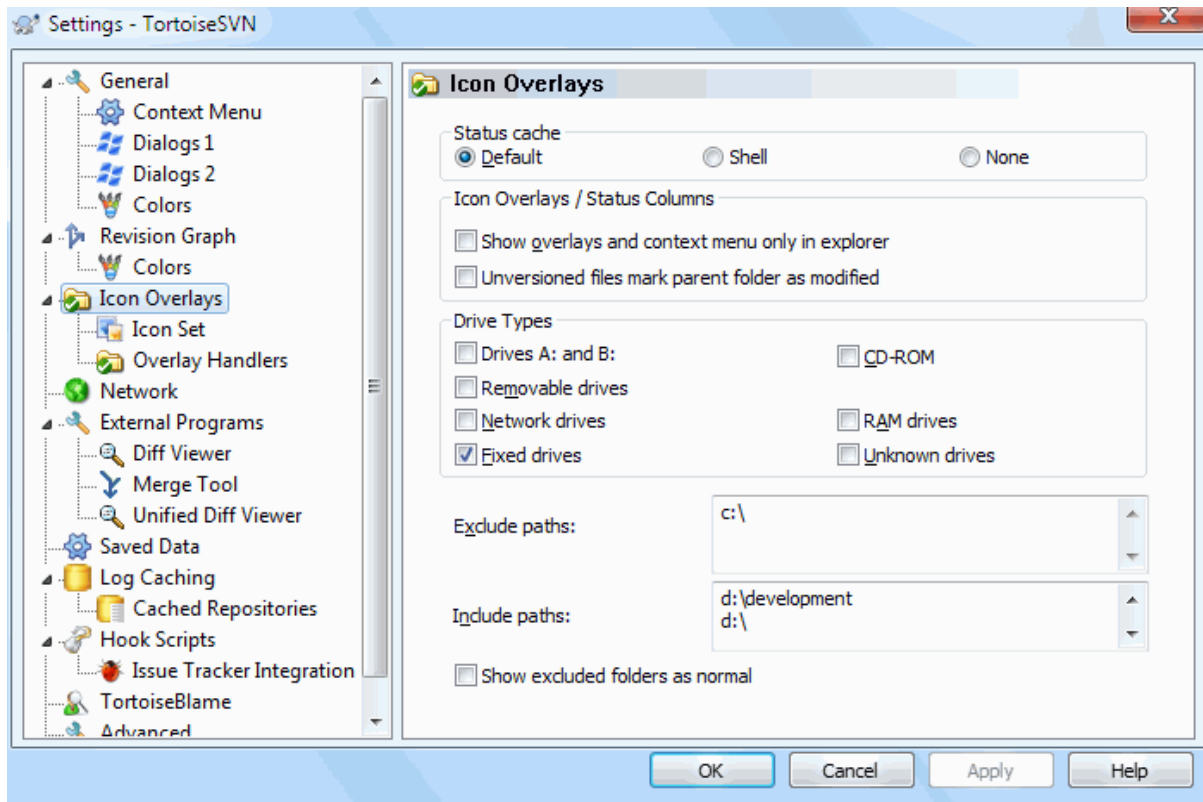 Settings - TortoiseSVN
General
Context Menu
Dialogs 1
Dialogs 2
Colors
Revision Graph
Colors
Icon Overlays
Icon Set
Overlay Handlers
Network
External Programs
Diff Viewer
Merge Tool
Unified Diff Viewer
Saved Data
Log Caching
Cached Repositories
Hook Scripts
Issue Tracker Integration
TortoiseBlame
Advanced
Icon Overlays
Status cache
Default Shell None
Icon Overlays / Status Columns
Show overlays and context menu only in explorer
Unversioned files mark parent folder as modified
Drive Types
Drives A: and B: CD-ROM
Removable drives
Network drives RAM drives
Fixed drives Unknown drives
Exclude paths: c:\
Include paths: d:\development
d:\
Show excluded folders as normal
OK Cancel Apply Help